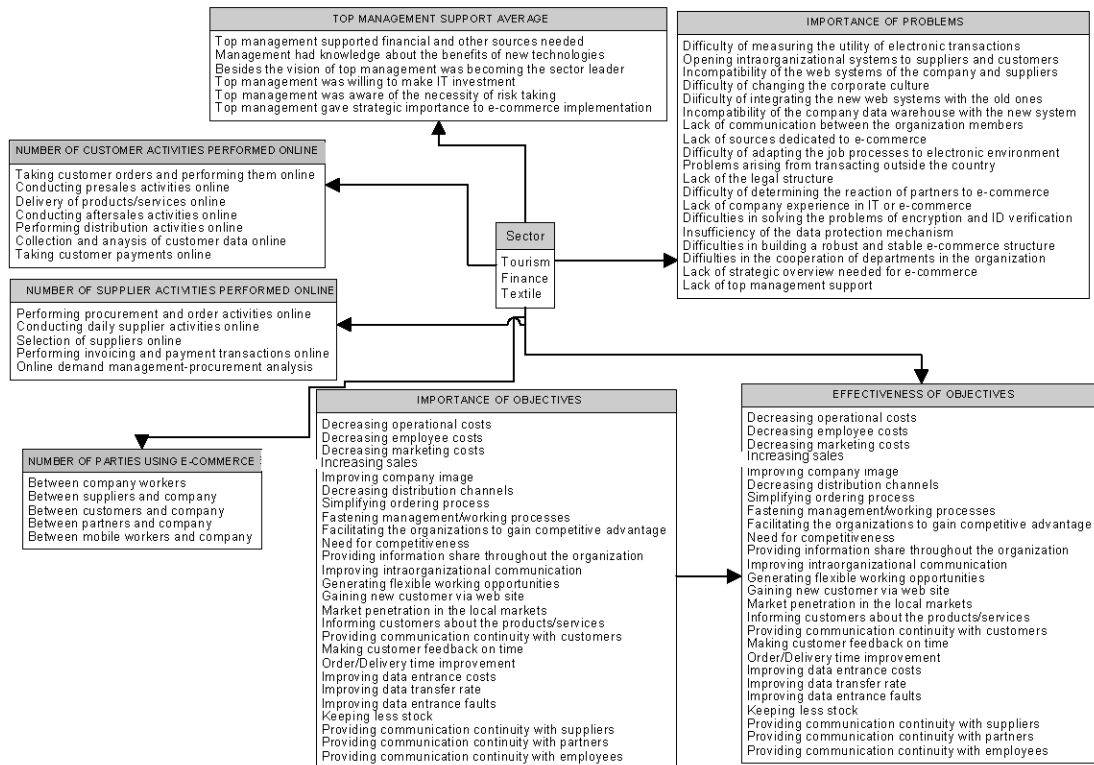 TOP MANAGEMENT SUPPORT AVERAGE
Top management supported financial and other sources needed
Management had knowledge about the benefits of new technologies
Besides the vision of top management was becoming the sector leader
Top management was willing to make IT investment
Top management was aware of the necessity of risk taking
Top management gave strategic importance to e-commerce implementation
IMPORTANCE OF PROBLEMS
Difficulty of measuring the utility of electronic transactions
Opening intraorganizational systems to suppliers and customers
Incompatibility of the web systems of the company and suppliers
Difficulty of changing the corporate culture
Diificulty of integrating the new web systems with the old ones
Incompatibility of the company data warehouse with the new system
Lack of communication between the organization members
Lack of sources dedicated to e-commerce
Difficulty of adapting the job processes to electronic environment
Problems arising from transacting outside the country
Lack of the legal structure
Difficulty of determining the reaction of partners to e-commerce
Lack of company experience in IT or e-commerce
Difficulties in solving the problems of encryption and ID verification
Insufficiency of the data protection mechanism
Difficulties in building a robust and stable e-commerce structure
Diffiulties in the cooperation of departments in the organization
Lack of strategic overview needed for e-commerce
Lack of top management support
NUMBER OF CUSTOMER ACTIVITIES PERFORMED ONLINE
Taking customer orders and performing them online
Conducting presales activities online
Delivery of products/services online
Conducting aftersales activities online
Performing distribution activities online
Collection and anaysis of customer data online
Taking customer payments online
Sector
Tourism
Finance
Textile
NUMBER OF SUPPLIER ACTIVITIES PERFORMED ONLINE
Performing procurement and order activities online
Conducting daily supplier activities online
Selection of suppliers online
Performing invoicing and payment transactions online
Online demand management-procurement analysis
NUMBER OF PARTIES USING E-COMMERCE
Between company workers
Between suppliers and company
Between customers and company
Between partners and company
Between mobile workers and company
IMPORTANCE OF OBJECTIVES
Decreasing operational costs
Decreasing employee costs
Decreasing marketing costs
Increasing sales
Improving company image
Decreasing distribution channels
Simplifying ordering process
Fastening management/working processes
Facilitating the organizations to gain competitive advantage
Need for competitiveness
Providing information share throughout the organization
Improving intraorganizational communication
Generating flexible working opportunities
Gaining new customer via web site
Market penetration in the local markets
Informing customers about the products/services
Providing communication continuity with customers
Making customer feedback on time
Order/Delivery time improvement
Improving data entrance costs
Improving data transfer rate
Improving data entrance faults
Keeping less stock
Providing communication continuity with suppliers
Providing communication continuity with partners
Providing communication continuity with employees
EFFECTIVENESS OF OBJECTIVES
Decreasing operational costs
Decreasing employee costs
Decreasing marketing costs
Increasing sales
Improving company image
Decreasing distribution channels
Simplifying ordering process
Fastening management/working processes
Facilitating the organizations to gain competitive advantage
Need for competitiveness
Providing information share throughout the organization
Improving intraorganizational communication
Generating flexible working opportunities
Gaining new customer via web site
Market penetration in the local markets
Informing customers about the products/services
Providing communication continuity with customers
Making customer feedback on time
Order/Delivery time improvement
Improving data entrance costs
Improving data transfer rate
Improving data entrance faults
Keeping less stock
Providing communication continuity with suppliers
Providing communication continuity with partners
Providing communication continuity with employees